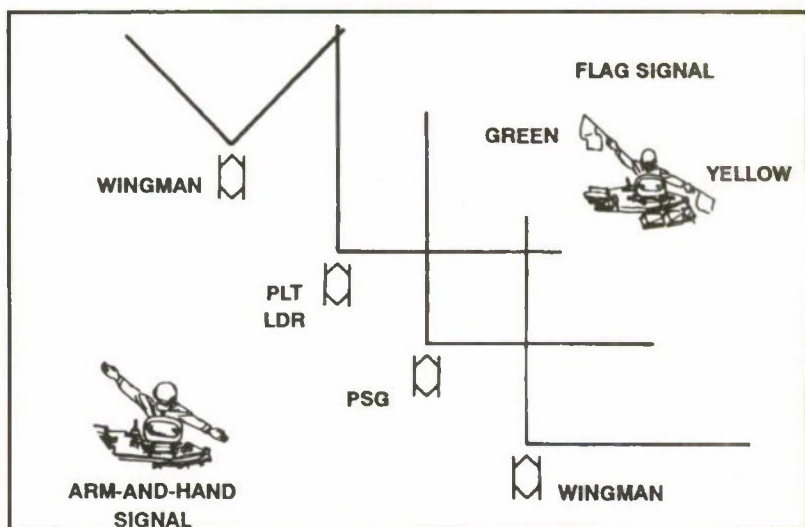 FLAG SIGNAL
GREEN
YELLOW
WINGMAN
PLT
LDR
PSG
WINGMAN
ARM-AND-HAND
SIGNAL